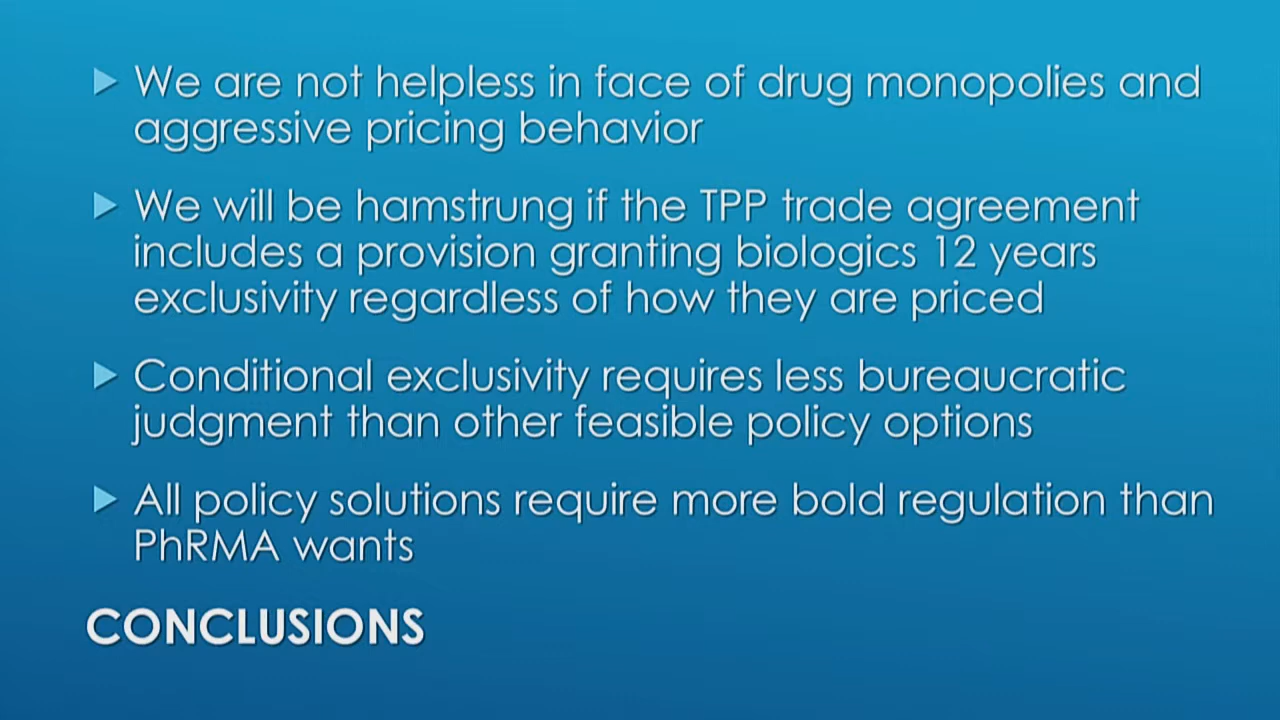 We are not helpless in face of drug monopolies and
aggressive pricing behavior
We will be hamstrung if the TPP trade agreement
includes a provision granting biologics 12 years
exclusivity regardless of how they are priced
Conditional exclusivity requires less bureaucratic
judgment than other feasible policy options
All policy solutions require more bold regulation than
PhRMA wants
CONCLUSIONS